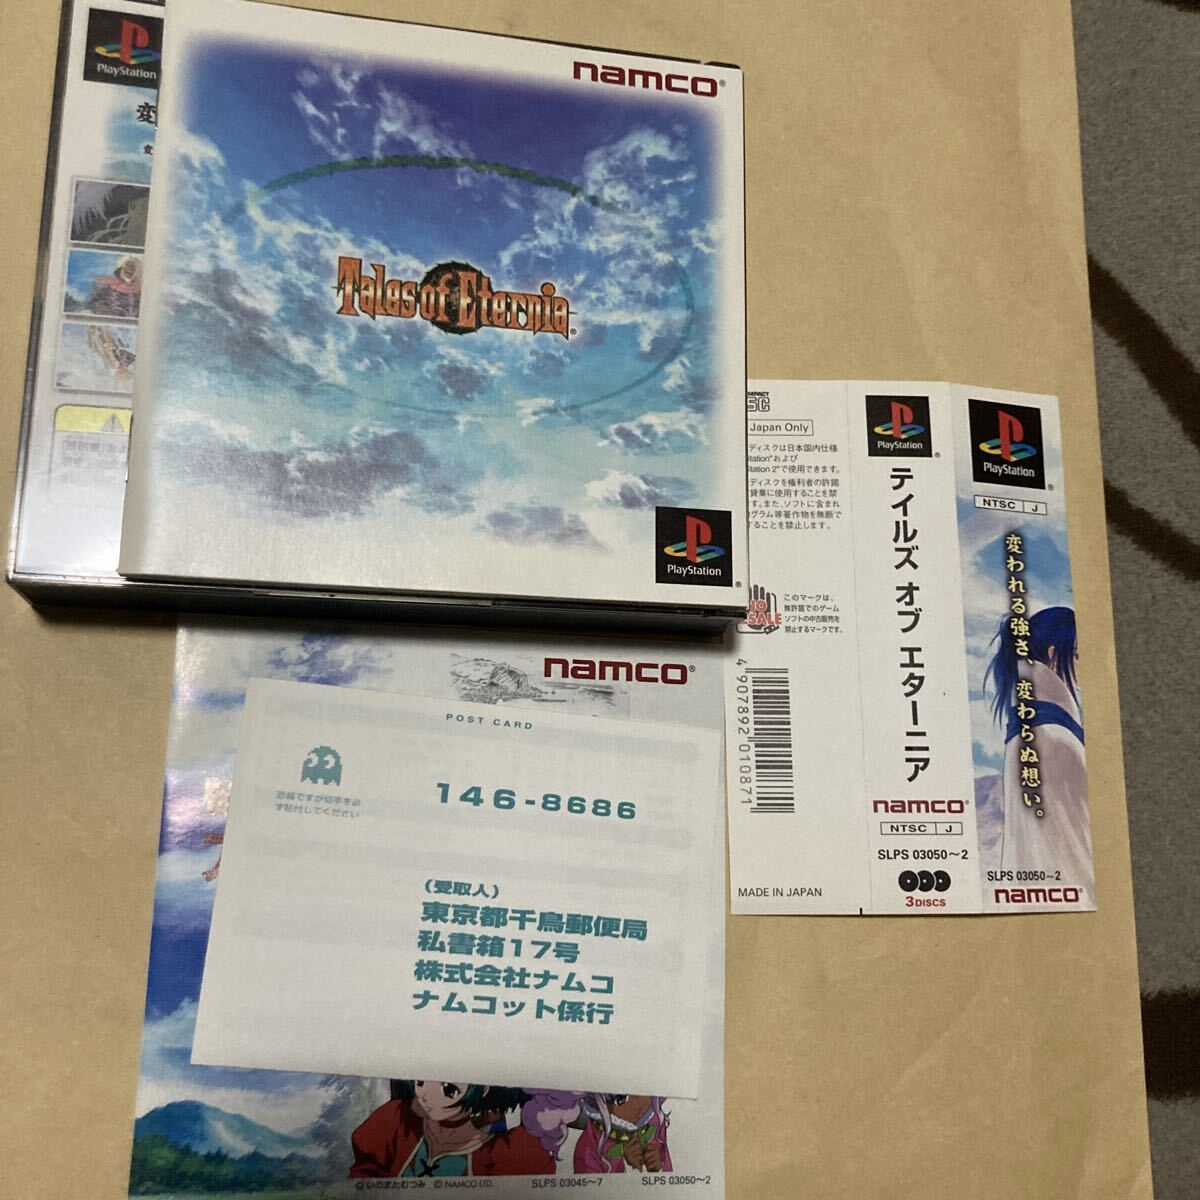 PlayStation
変
変
namco®
Tales of Eternia®
PlayStation
Japan Only
ディスクは日本国内仕様
tation"および
tation 2"で使用できます。
ディスクを権利者の許諾
貸業に使用することを禁
す。また、ソフトに含まれ
ログラム等著作物を無断で
することを禁止します。
このマークは、
無許諾でのゲーム
ソフトの中古販売を
禁止するマークです。
4 907892 010871
MADE IN JAPAN
PlayStation
テイルズ オブ エターニア
namco®
NTSC J
SLPS 03050~2
3DISCS
PlayStation
NTSC J
変われる強さ、変わらぬ想い。
SLPS 03050~2
namco®
namco®
POST CARD
恐縮ですが切手を必
ず貼付してください
146-8686
(受取人)
東京都千鳥郵便局
私書箱17号
株式会社ナムコ
ナムコット係行
©いのまたむつみ ©NAMCO LTD.
SLPS 03045~7
SLPS 03050~2